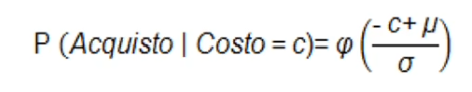 P (Acquisto | Costo = c)= φ (- c+ μ / σ)